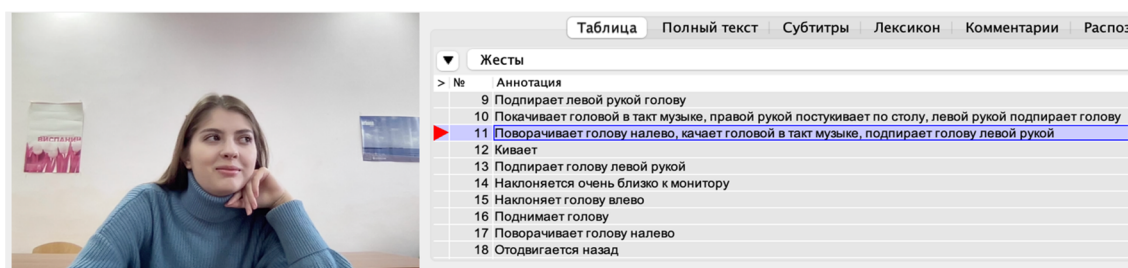 Таблица Полный текст Субтитры Лексикон Комментарии Распоз
▼ Жесты
> № Аннотация
9 Подпирает левой рукой голову
10 Покачивает головой в такт музыке, правой рукой постукивает по столу, левой рукой подпирает голову
11 Поворачивает голову налево, качает головой в такт музыке, подпирает голову левой рукой
12 Кивает
13 Подпирает голову левой рукой
14 Наклоняется очень близко к монитору
15 Наклоняет голову влево
16 Поднимает голову
17 Поворачивает голову налево
18 Отодвигается назад